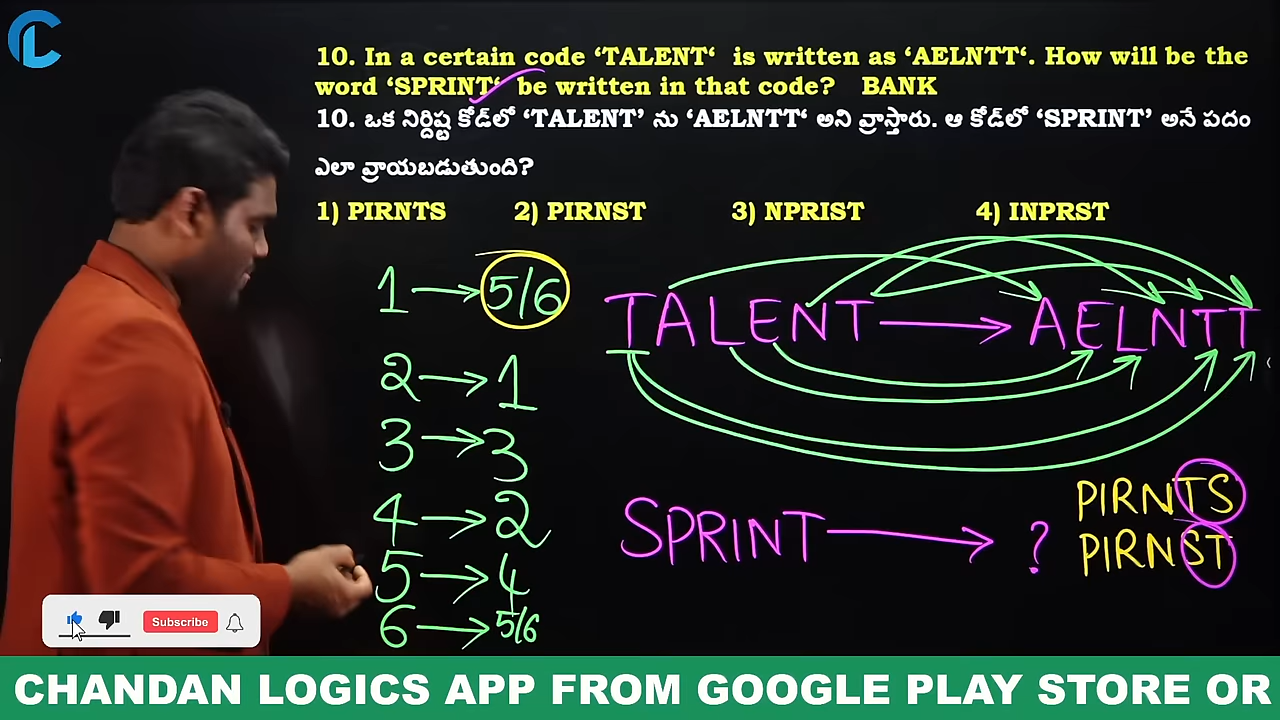 10. In a certain code ‘TALENT‘ is written as ‘AELNTT‘. How will be the
word ‘SPRINT‘ be written in that code? BANK
10. ఒక నిర్దిష్ట కోడ్‌లో ‘TALENT’ ను ‘AELNTT‘ అని వ్రాస్తారు. ఆ కోడ్‌లో ‘SPRINT’ అనే పదం
ఎలా వ్రాయబడుతుంది?
1) PIRNTS 2) PIRNST 3) NPRIST 4) INPRST
1 → 5/6
TALENT → AELNTT
2 → 1
3 → 3
4 → 2
5 → 4
6 → 5/6
SPRINT → ?
PIRNTS
PIRNST
Subscribe
CHANDAN LOGICS APP FROM GOOGLE PLAY STORE OR